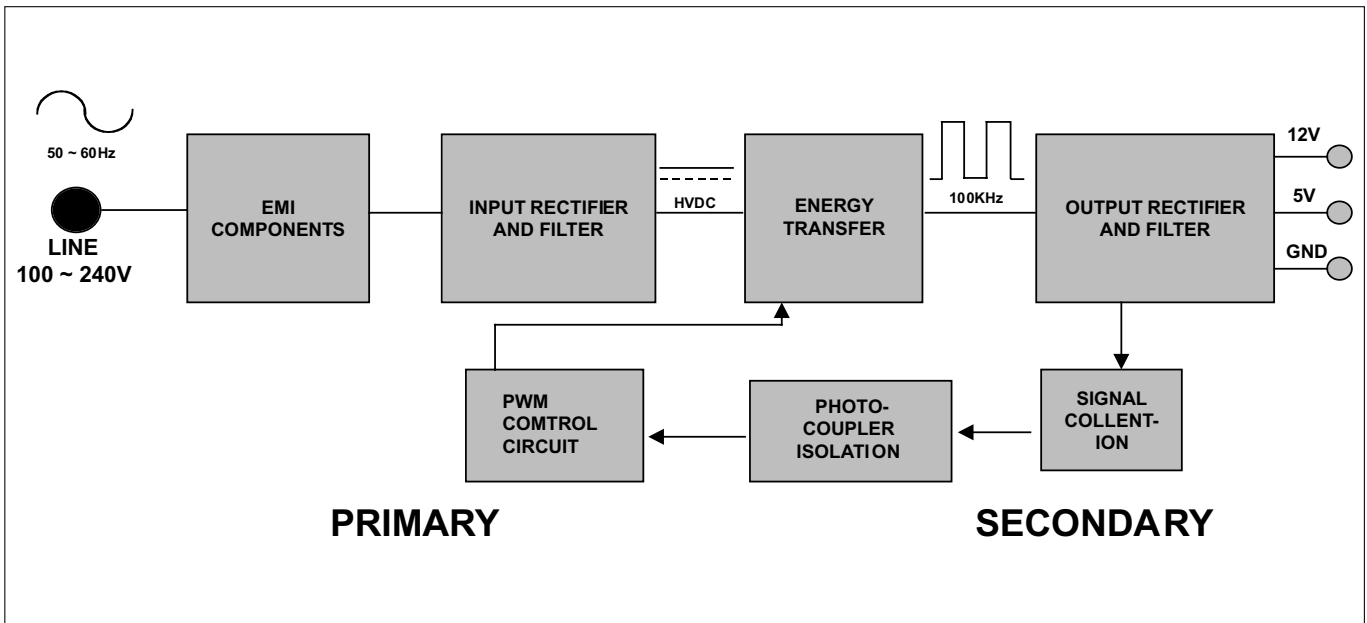 50 ~ 60Hz
LINE
100 ~ 240V
EMI
COMPONENTS
INPUT RECTIFIER
AND FILTER
HVDC
ENERGY
TRANSFER
100KHz
OUTPUT RECTIFIER
AND FILTER
12V
5V
GND
PWM
COMTROL
CIRCUIT
PHOTO-
COUPLER
ISOLATION
SIGNAL
COLLENT-
ION
PRIMARY
SECONDARY